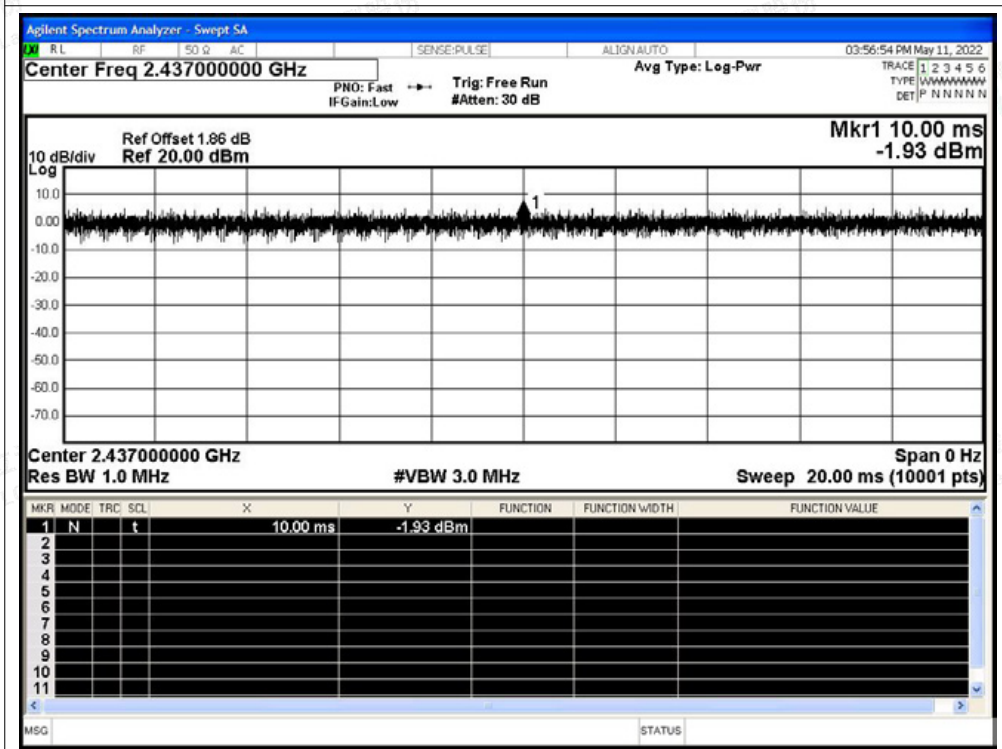 Agilent Spectrum Analyzer - Swept SA
RL RF 50 Ω AC SENSE:PULSE ALIGN AUTO 03:56:54 PM May 11, 2022
Center Freq 2.437000000 GHz Avg Type: Log-Pwr TRACE 1 2 3 4 5 6
PNO: Fast Trig: Free Run TYPE WWWWWW
IFGain:Low #Atten: 30 dB DET P N N N N N
Mkr1 10.00 ms
Ref Offset 1.86 dB
10 dB/div Ref 20.00 dBm -1.93 dBm
Log
10.0
1
0.00
-10.0
-20.0
-30.0
-40.0
-50.0
-60.0
-70.0
Center 2.437000000 GHz Span 0 Hz
Res BW 1.0 MHz #VBW 3.0 MHz Sweep 20.00 ms (10001 pts)
MKR MODE TRC SCL X Y FUNCTION FUNCTION WIDTH FUNCTION VALUE
1 N t 10.00 ms -1.93 dBm
2
3
4
5
6
7
8
9
10
11
MSG STATUS